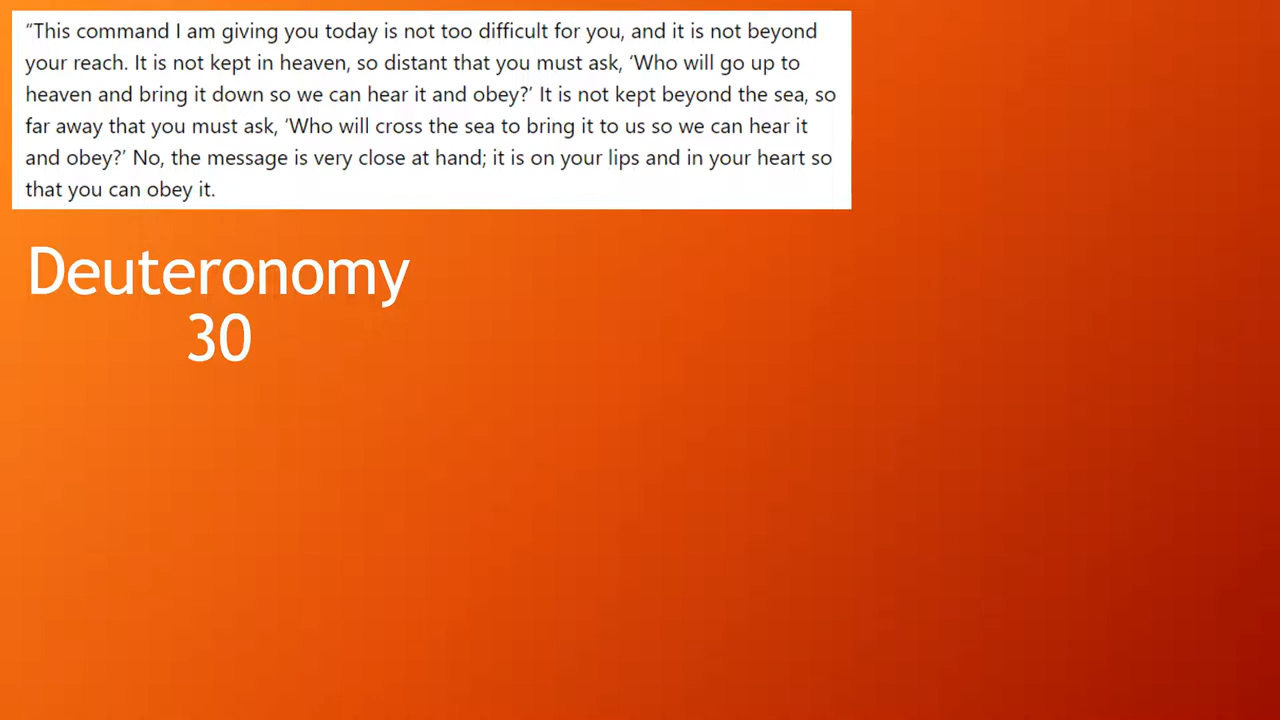 “This command I am giving you today is not too difficult for you, and it is not beyond
your reach. It is not kept in heaven, so distant that you must ask, ‘Who will go up to
heaven and bring it down so we can hear it and obey?’ It is not kept beyond the sea, so
far away that you must ask, ‘Who will cross the sea to bring it to us so we can hear it
and obey?’ No, the message is very close at hand; it is on your lips and in your heart so
that you can obey it.
Deuteronomy
30